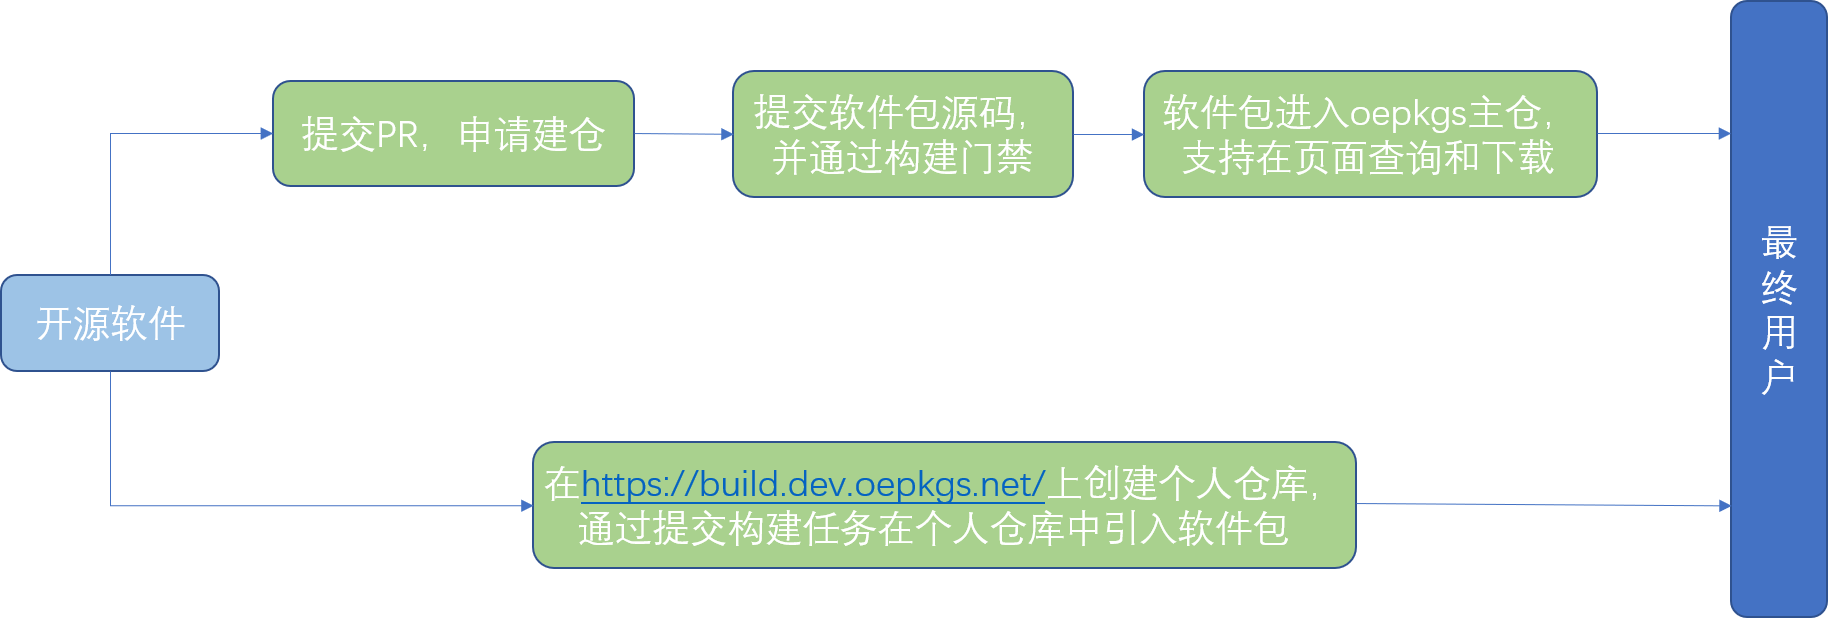 提交PR，申请建仓
提交软件包源码，
并通过构建门禁
软件包进入oepkgs主仓，
支持在页面查询和下载
开源软件
在https://build.dev.oepkgs.net/上创建个人仓库，
通过提交构建任务在个人仓库中引入软件包
最
终
用
户